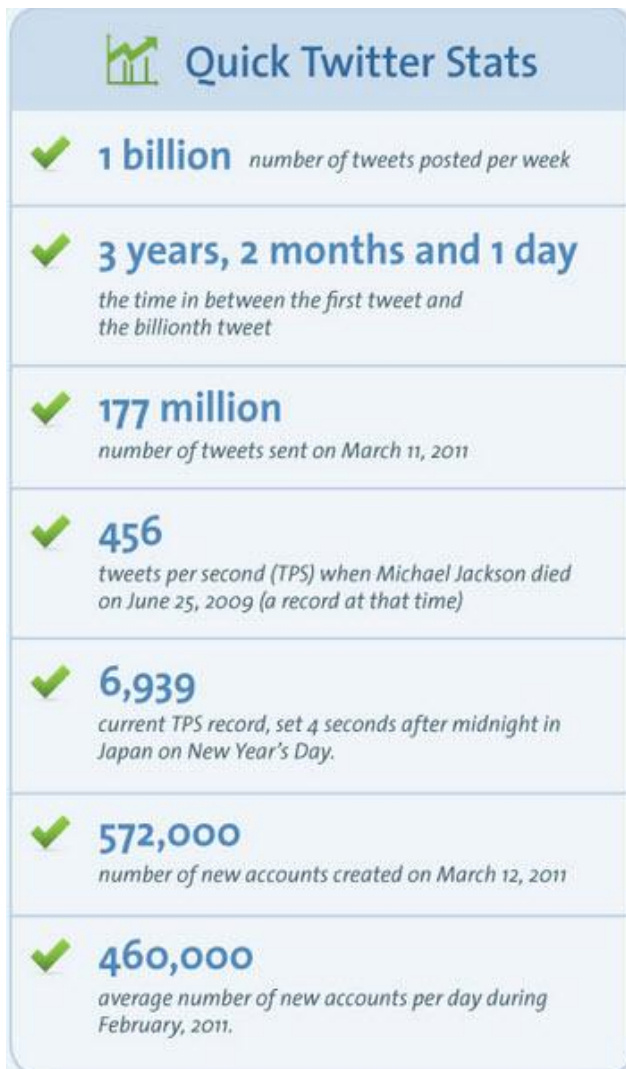 Quick Twitter Stats
1 billion number of tweets posted per week
3 years, 2 months and 1 day
the time in between the first tweet and
the billionth tweet
177 million
number of tweets sent on March 11, 2011
456
tweets per second (TPS) when Michael Jackson died
on June 25, 2009 (a record at that time)
6,939
current TPS record, set 4 seconds after midnight in
Japan on New Year's Day.
572,000
number of new accounts created on March 12, 2011
460,000
average number of new accounts per day during
February, 2011.